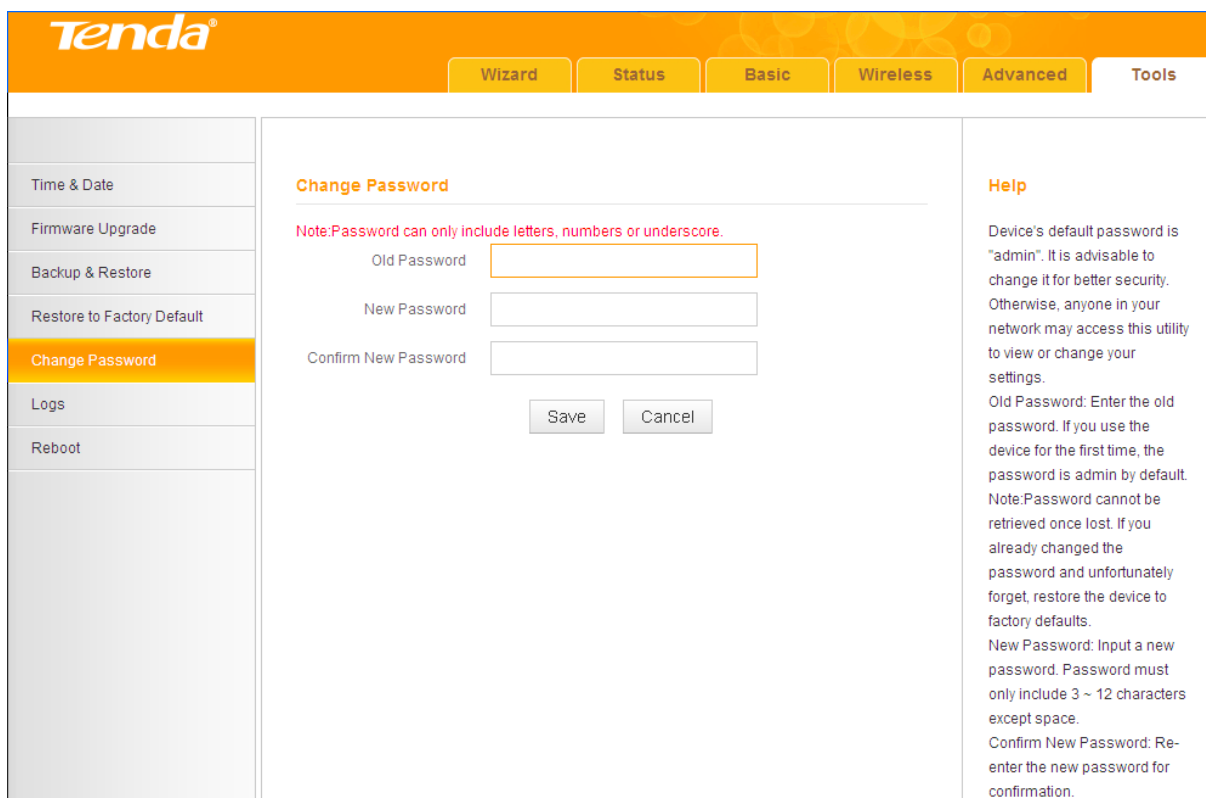 Tenda®
Wizard
Status
Basic
Wireless
Advanced
Tools
Time & Date
Firmware Upgrade
Backup & Restore
Restore to Factory Default
Change Password
Logs
Reboot
Change Password
Note:Password can only include letters, numbers or underscore.
Old Password
New Password
Confirm New Password
Save
Cancel
Help
Device's default password is
"admin". It is advisable to
change it for better security.
Otherwise, anyone in your
network may access this utility
to view or change your
settings.
Old Password: Enter the old
password. If you use the
device for the first time, the
password is admin by default.
Note:Password cannot be
retrieved once lost. If you
already changed the
password and unfortunately
forget, restore the device to
factory defaults.
New Password: Input a new
password. Password must
only include 3 ~ 12 characters
except space.
Confirm New Password: Re-
enter the new password for
confirmation.